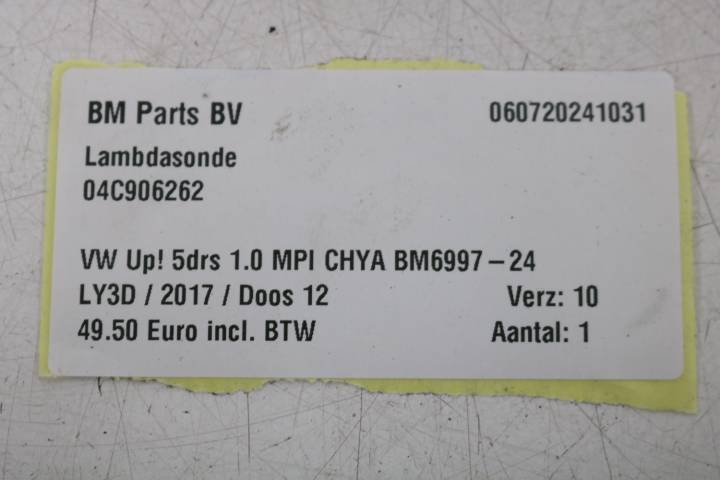 BM Parts BV 060720241031
Lambdasonde
04C906262
VW Up! 5drs 1.0 MPI CHYA BM6997-24
LY3D / 2017 / Doos 12 Verz: 10
49.50 Euro incl. BTW Aantal: 1